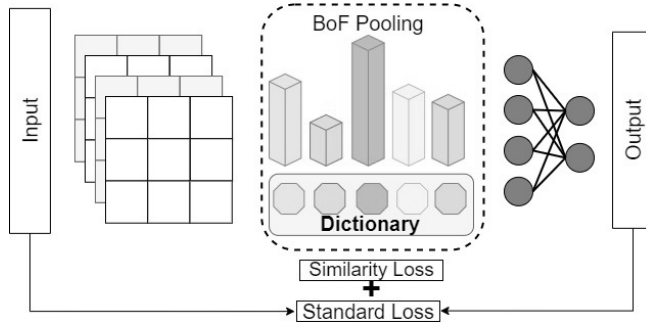 BoF Pooling
Input
Output
Dictionary
Similarity Loss
+
Standard Loss